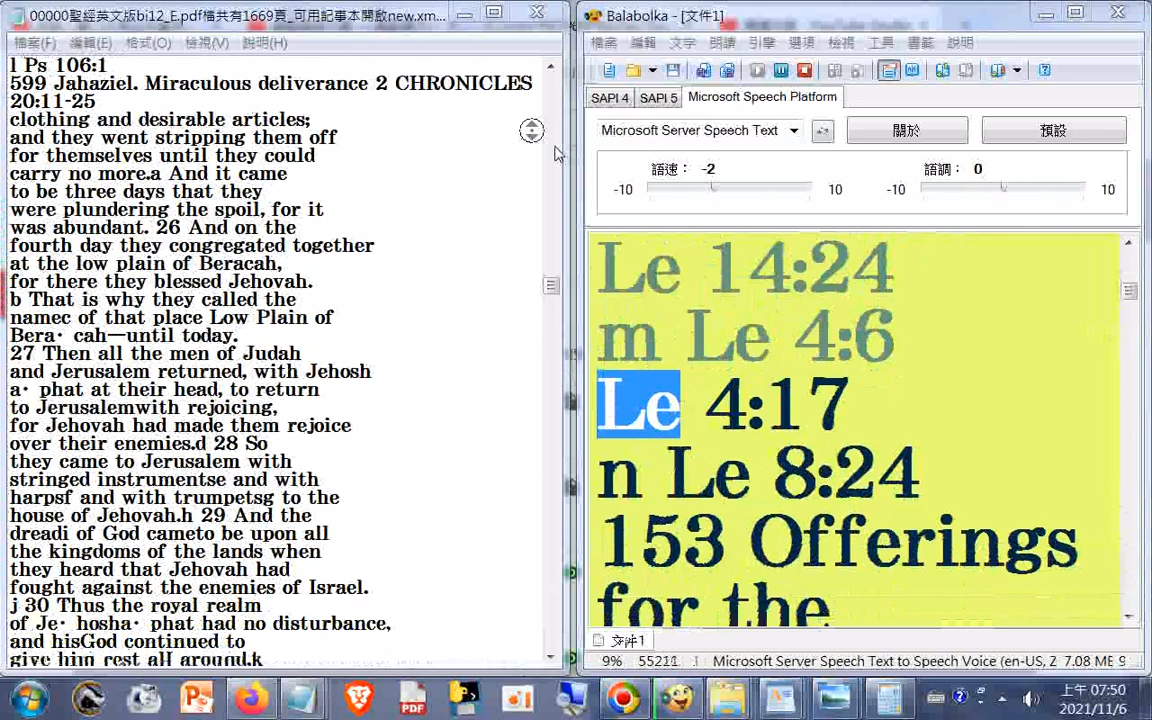 00000聖經英文版bi12_E.pdf檔共有1669頁_可用記事本開啟new.xm...
檔案(F) 編輯(E) 格式(O) 檢視(V) 說明(H)
l Ps 106:1
599 Jahaziel. Miraculous deliverance 2 CHRONICLES
20:11-25
clothing and desirable articles;
and they went stripping them off
for themselves until they could
carry no more.a And it came
to be three days that they
were plundering the spoil, for it
was abundant. 26 And on the
fourth day they congregated together
at the low plain of Beracah,
for there they blessed Jehovah.
b That is why they called the
namec of that place Low Plain of
Bera· cah—until today.
27 Then all the men of Judah
and Jerusalem returned, with Jehosh
a· phat at their head, to return
to Jerusalemwith rejoicing,
for Jehovah had made them rejoice
over their enemies.d 28 So
they came to Jerusalem with
stringed instrumentse and with
harpsf and with trumpetsg to the
house of Jehovah.h 29 And the
dreadi of God cameto be upon all
the kingdoms of the lands when
they heard that Jehovah had
fought against the enemies of Israel.
j 30 Thus the royal realm
of Je· hosha· phat had no disturbance,
and hisGod continued to
give him rest all around.k
Balabolka - [文件1]
檔案 編輯 文字 朗讀 引擎 選項 檢視 工具 書籤 說明
SAPI 4 SAPI 5 Microsoft Speech Platform
Microsoft Server Speech Text 關於 預設
語速: -2 語調: 0
-10 10 -10 10
Le 14:24
m Le 4:6
Le 4:17
n Le 8:24
153 Offerings
for the
文件1
9% 55211 Microsoft Server Speech Text to Speech Voice (en-US, Z 7.08 MB 9
上午 07:50
2021/11/6